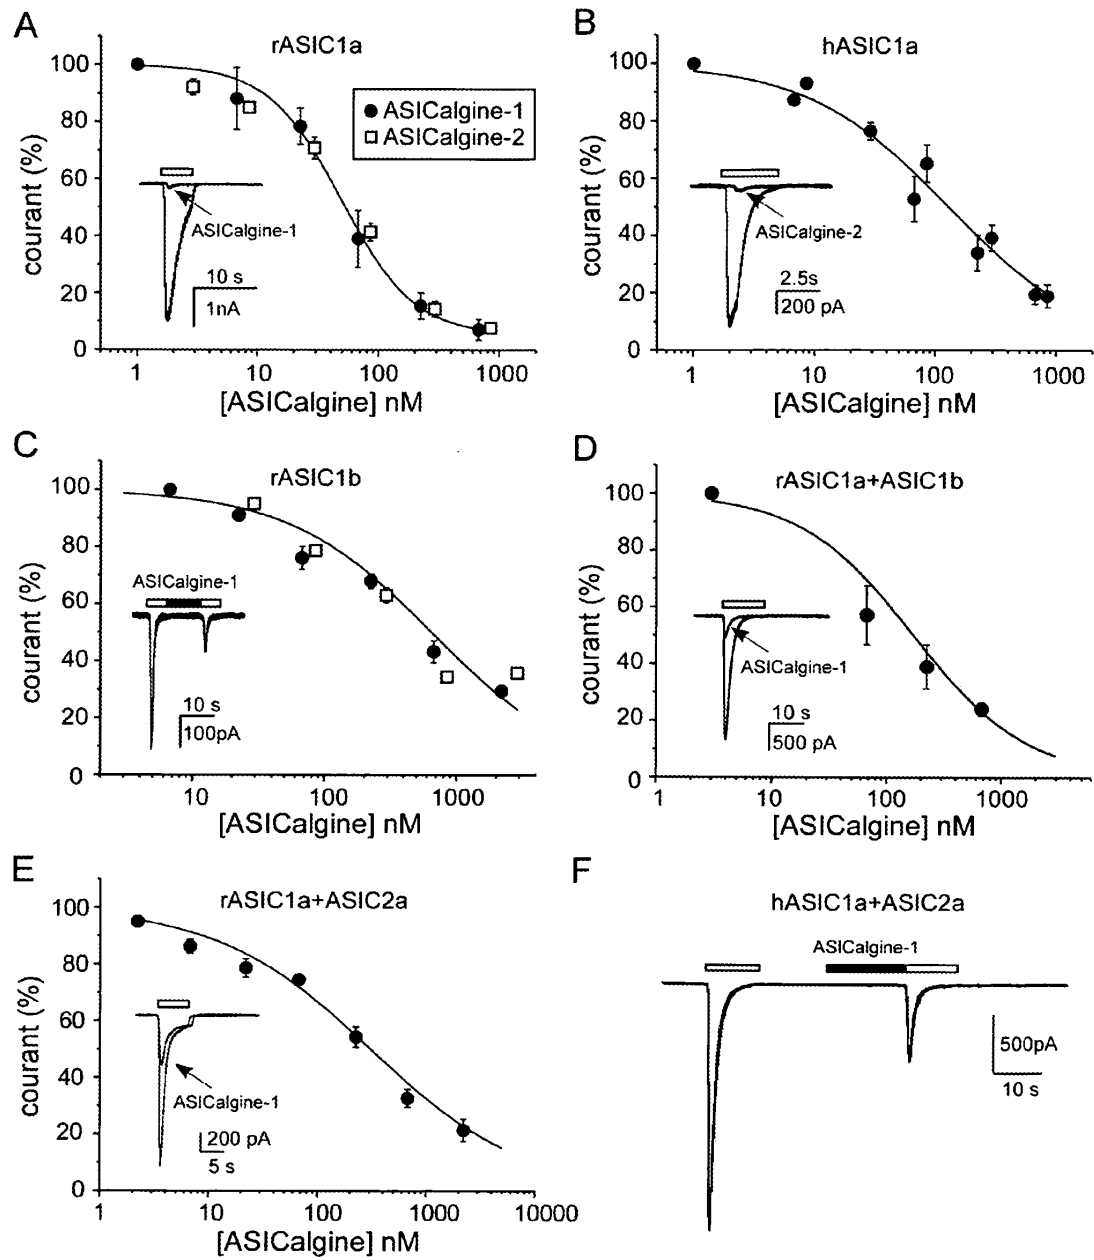 A
rASIC1a
100
80
60
40
20
0
courant (%)
ASICalgine-1
ASICalgine-2
ASICalgine-1
10 s
1nA
1
10
100
1000
[ASICalgine] nM
B
hASIC1a
100
80
60
40
20
0
courant (%)
ASICalgine-2
2.5s
200 pA
1
10
100
1000
[ASICalgine] nM
C
rASIC1b
100
80
60
40
20
0
courant (%)
ASICalgine-1
10 s
100pA
10
100
1000
[ASICalgine] nM
D
rASIC1a+ASIC1b
100
80
60
40
20
0
courant (%)
ASICalgine-1
10 s
500 pA
1
10
100
1000
[ASICalgine] nM
E
rASIC1a+ASIC2a
100
80
60
40
20
0
courant (%)
ASICalgine-1
200 pA
5 s
1
10
100
1000
10000
[ASICalgine] nM
F
hASIC1a+ASIC2a
ASICalgine-1
500pA
10 s